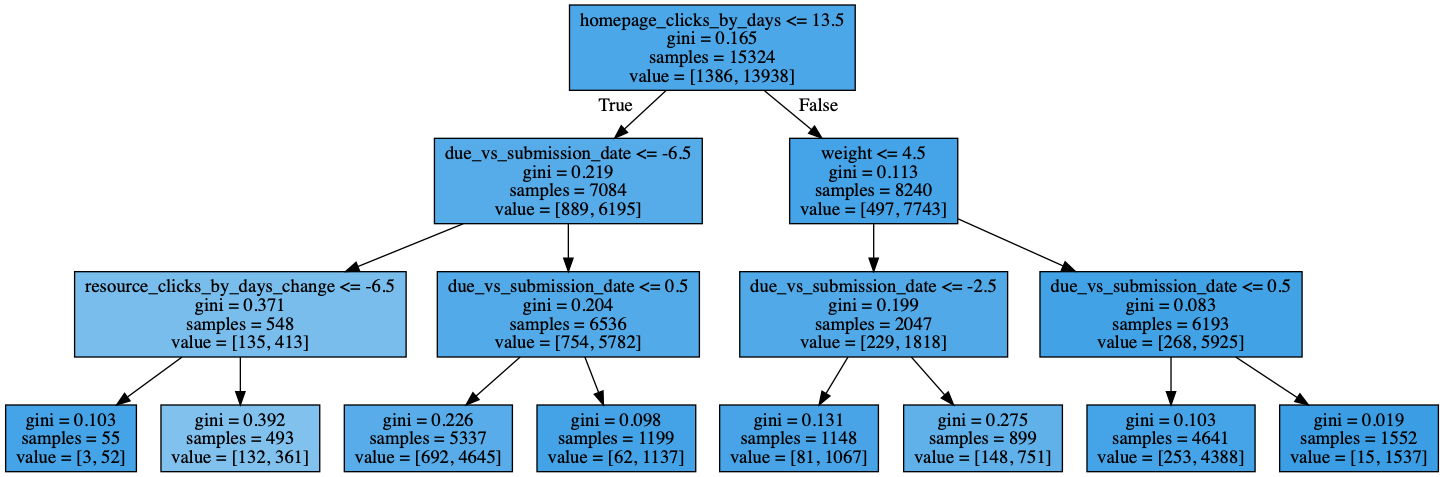 homepage_clicks_by_days <= 13.5
gini = 0.165
samples = 15324
value = [1386, 13938]
True
False
due_vs_submission_date <= -6.5
gini = 0.219
samples = 7084
value = [889, 6195]
weight <= 4.5
gini = 0.113
samples = 8240
value = [497, 7743]
resource_clicks_by_days_change <= -6.5
gini = 0.371
samples = 548
value = [135, 413]
due_vs_submission_date <= 0.5
gini = 0.204
samples = 6536
value = [754, 5782]
due_vs_submission_date <= -2.5
gini = 0.199
samples = 2047
value = [229, 1818]
due_vs_submission_date <= 0.5
gini = 0.083
samples = 6193
value = [268, 5925]
gini = 0.103
samples = 55
value = [3, 52]
gini = 0.392
samples = 493
value = [132, 361]
gini = 0.226
samples = 5337
value = [692, 4645]
gini = 0.098
samples = 1199
value = [62, 1137]
gini = 0.131
samples = 1148
value = [81, 1067]
gini = 0.275
samples = 899
value = [148, 751]
gini = 0.103
samples = 4641
value = [253, 4388]
gini = 0.019
samples = 1552
value = [15, 1537]